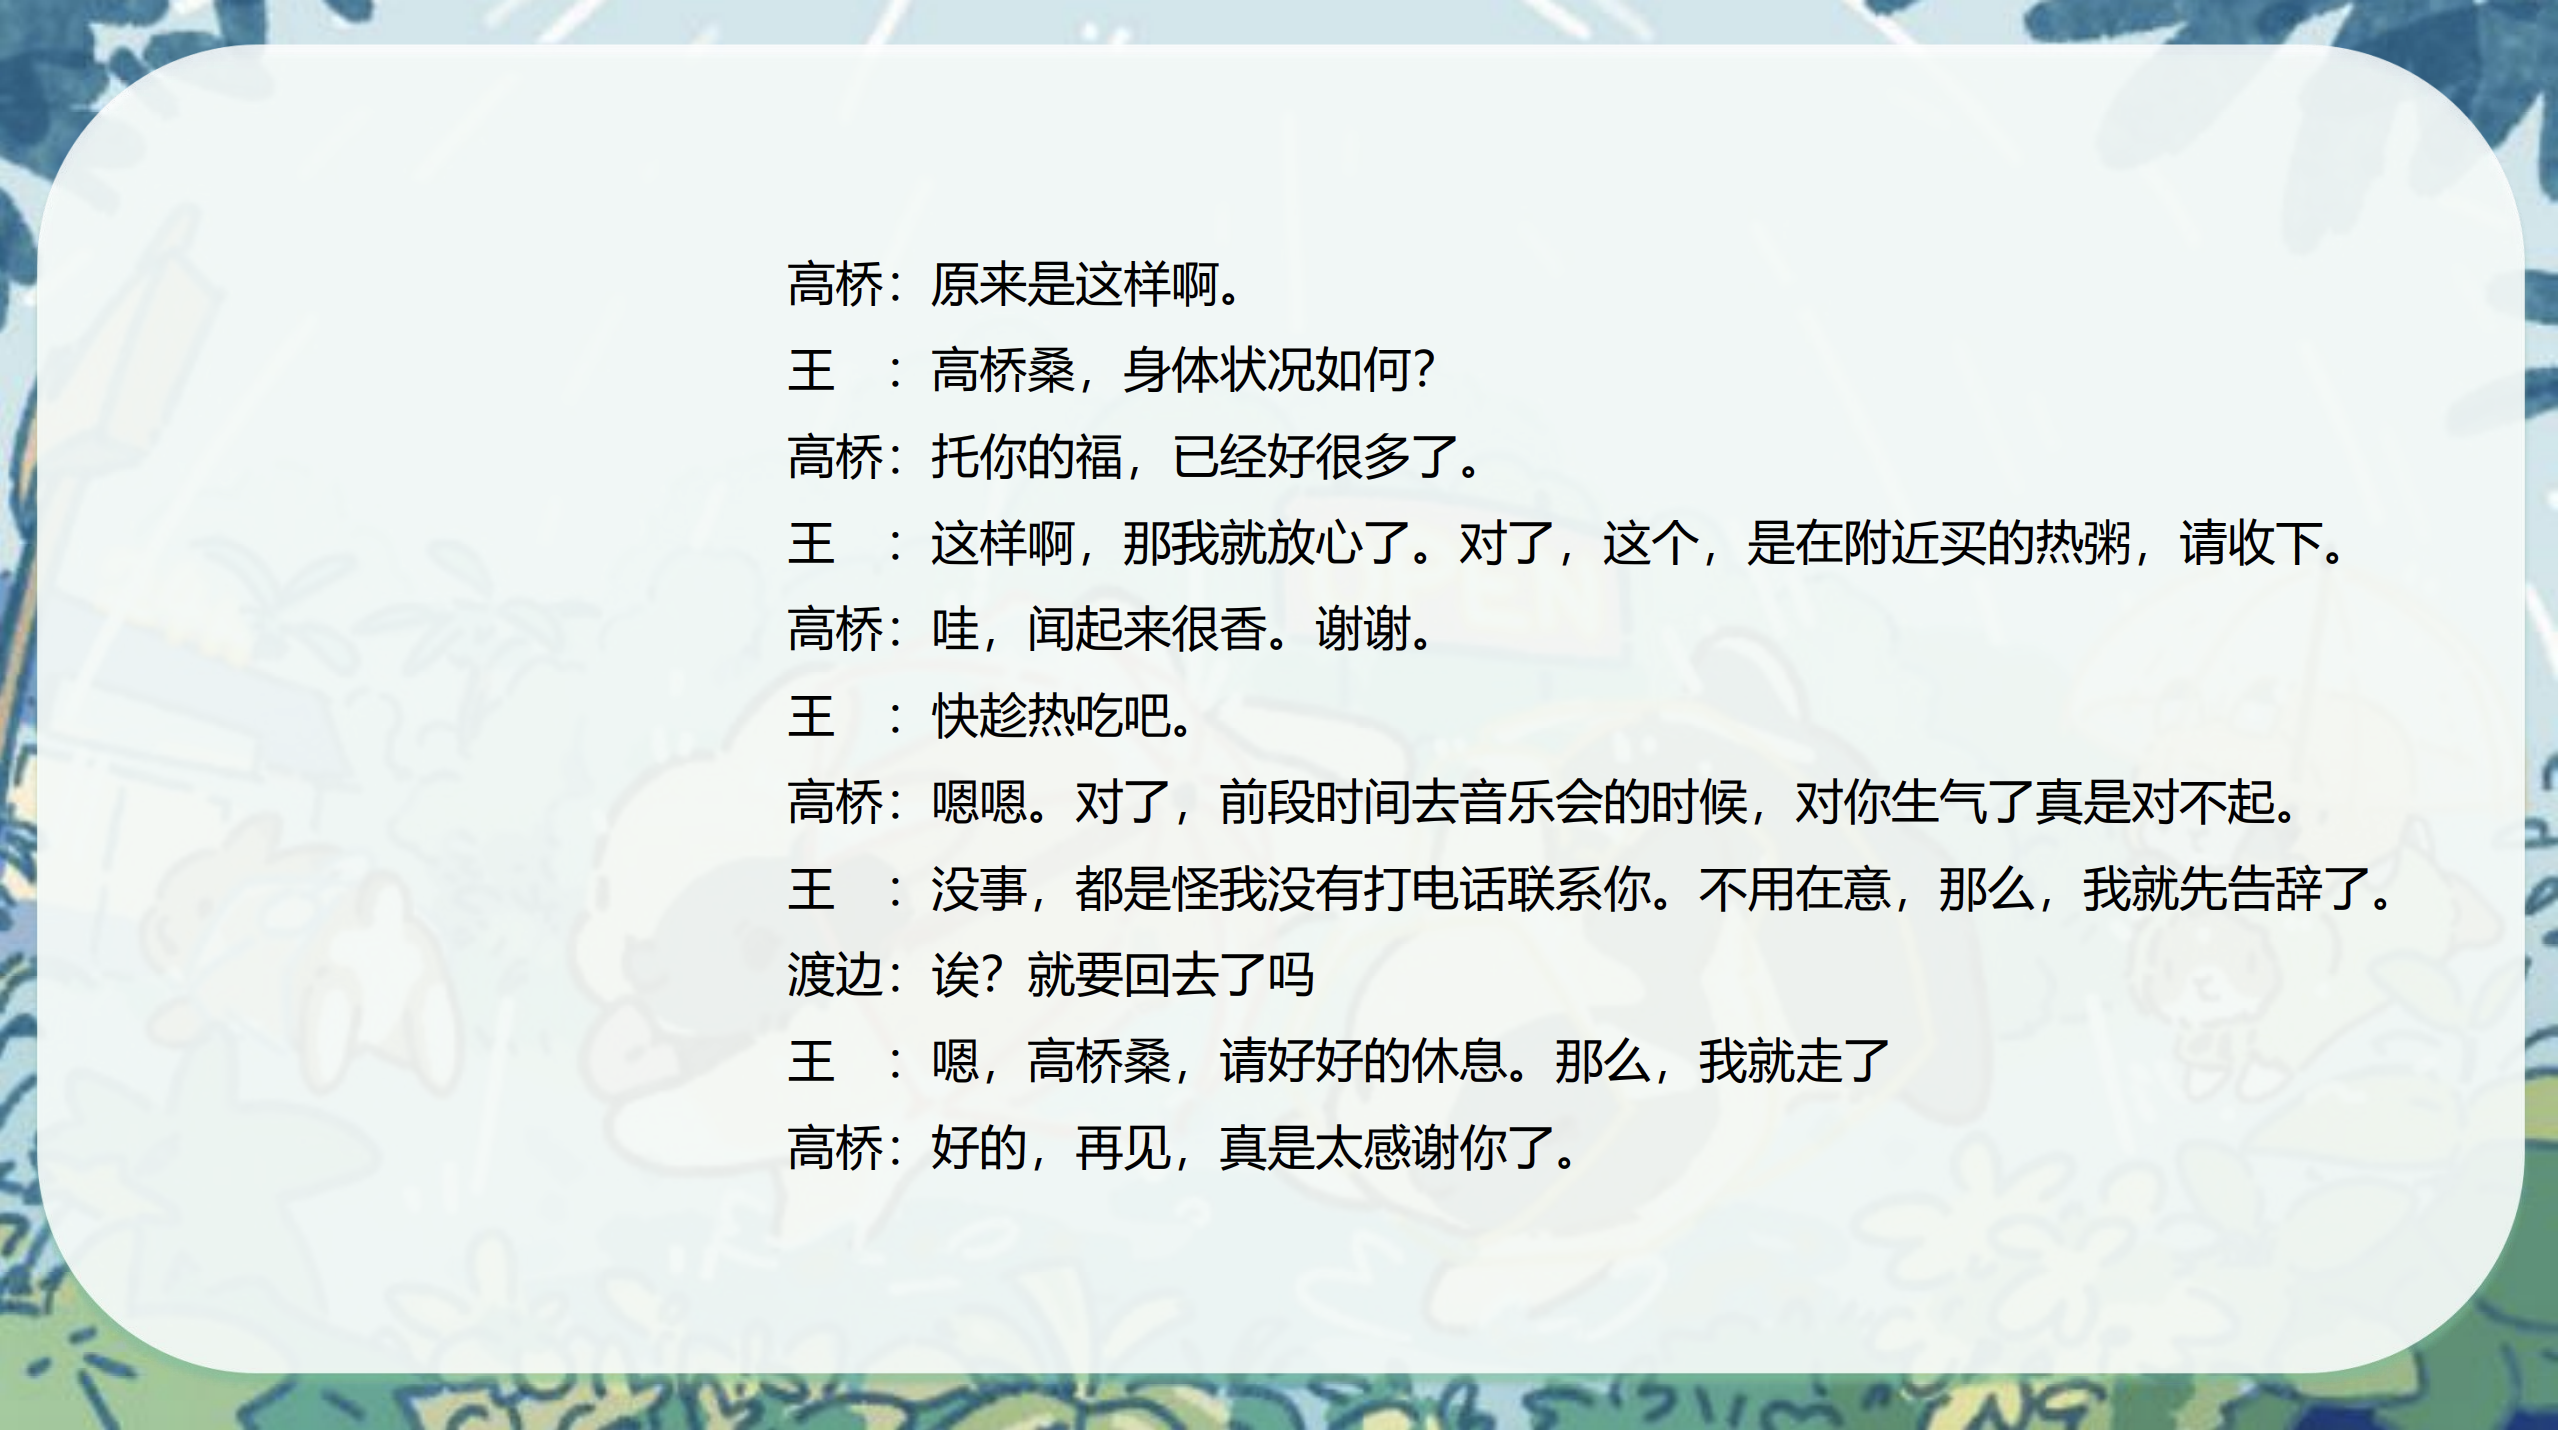 高桥：原来是这样啊。
王　：高桥桑，身体状况如何？
高桥：托你的福，已经好很多了。
王　：这样啊，那我就放心了。对了，这个，是在附近买的热粥，请收下。
高桥：哇，闻起来很香。谢谢。
王　：快趁热吃吧。
高桥：嗯嗯。对了，前段时间去音乐会的时候，对你生气了真是对不起。
王　：没事，都是怪我没有打电话联系你。不用在意，那么，我就先告辞了。
渡边：诶？就要回去了吗
王　：嗯，高桥桑，请好好的休息。那么，我就走了
高桥：好的，再见，真是太感谢你了。